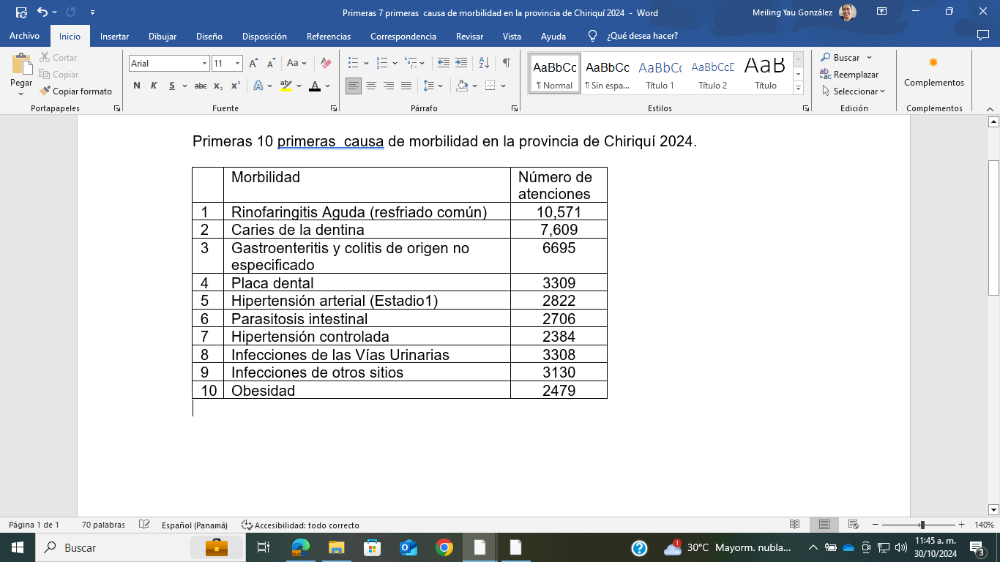 Primeras 7 primeras  causa de morbilidad en la provincia de Chiriquí 2024  -  Word
Meiling Yau González
Archivo Inicio Insertar Dibujar Diseño Disposición Referencias Correspondencia Revisar Vista Ayuda ¿Qué desea hacer?
Pegar
Cortar
Copiar
Copiar formato
Portapapeles
Arial 11
Fuente
Párrafo
AaBbCc AaBbCc AaBbC AaBbCcD AaB
¶ Normal ¶ Sin espa... Título 1 Título 2 Título
Estilos
Buscar
Reemplazar
Seleccionar
Edición
Complementos
Complementos
Primeras 10 primeras  causa de morbilidad en la provincia de Chiriquí 2024.
Morbilidad Número de
atenciones
1 Rinofaringitis Aguda (resfriado común) 10,571
2 Caries de la dentina 7,609
3 Gastroenteritis y colitis de origen no 6695
especificado
4 Placa dental 3309
5 Hipertensión arterial (Estadio1) 2822
6 Parasitosis intestinal 2706
7 Hipertensión controlada 2384
8 Infecciones de las Vías Urinarias 3308
9 Infecciones de otros sitios 3130
10 Obesidad 2479
Página 1 de 1 70 palabras Español (Panamá) Accesibilidad: todo correcto 140%
Buscar
30°C Mayorm. nubla...
11:45 a. m.
30/10/2024